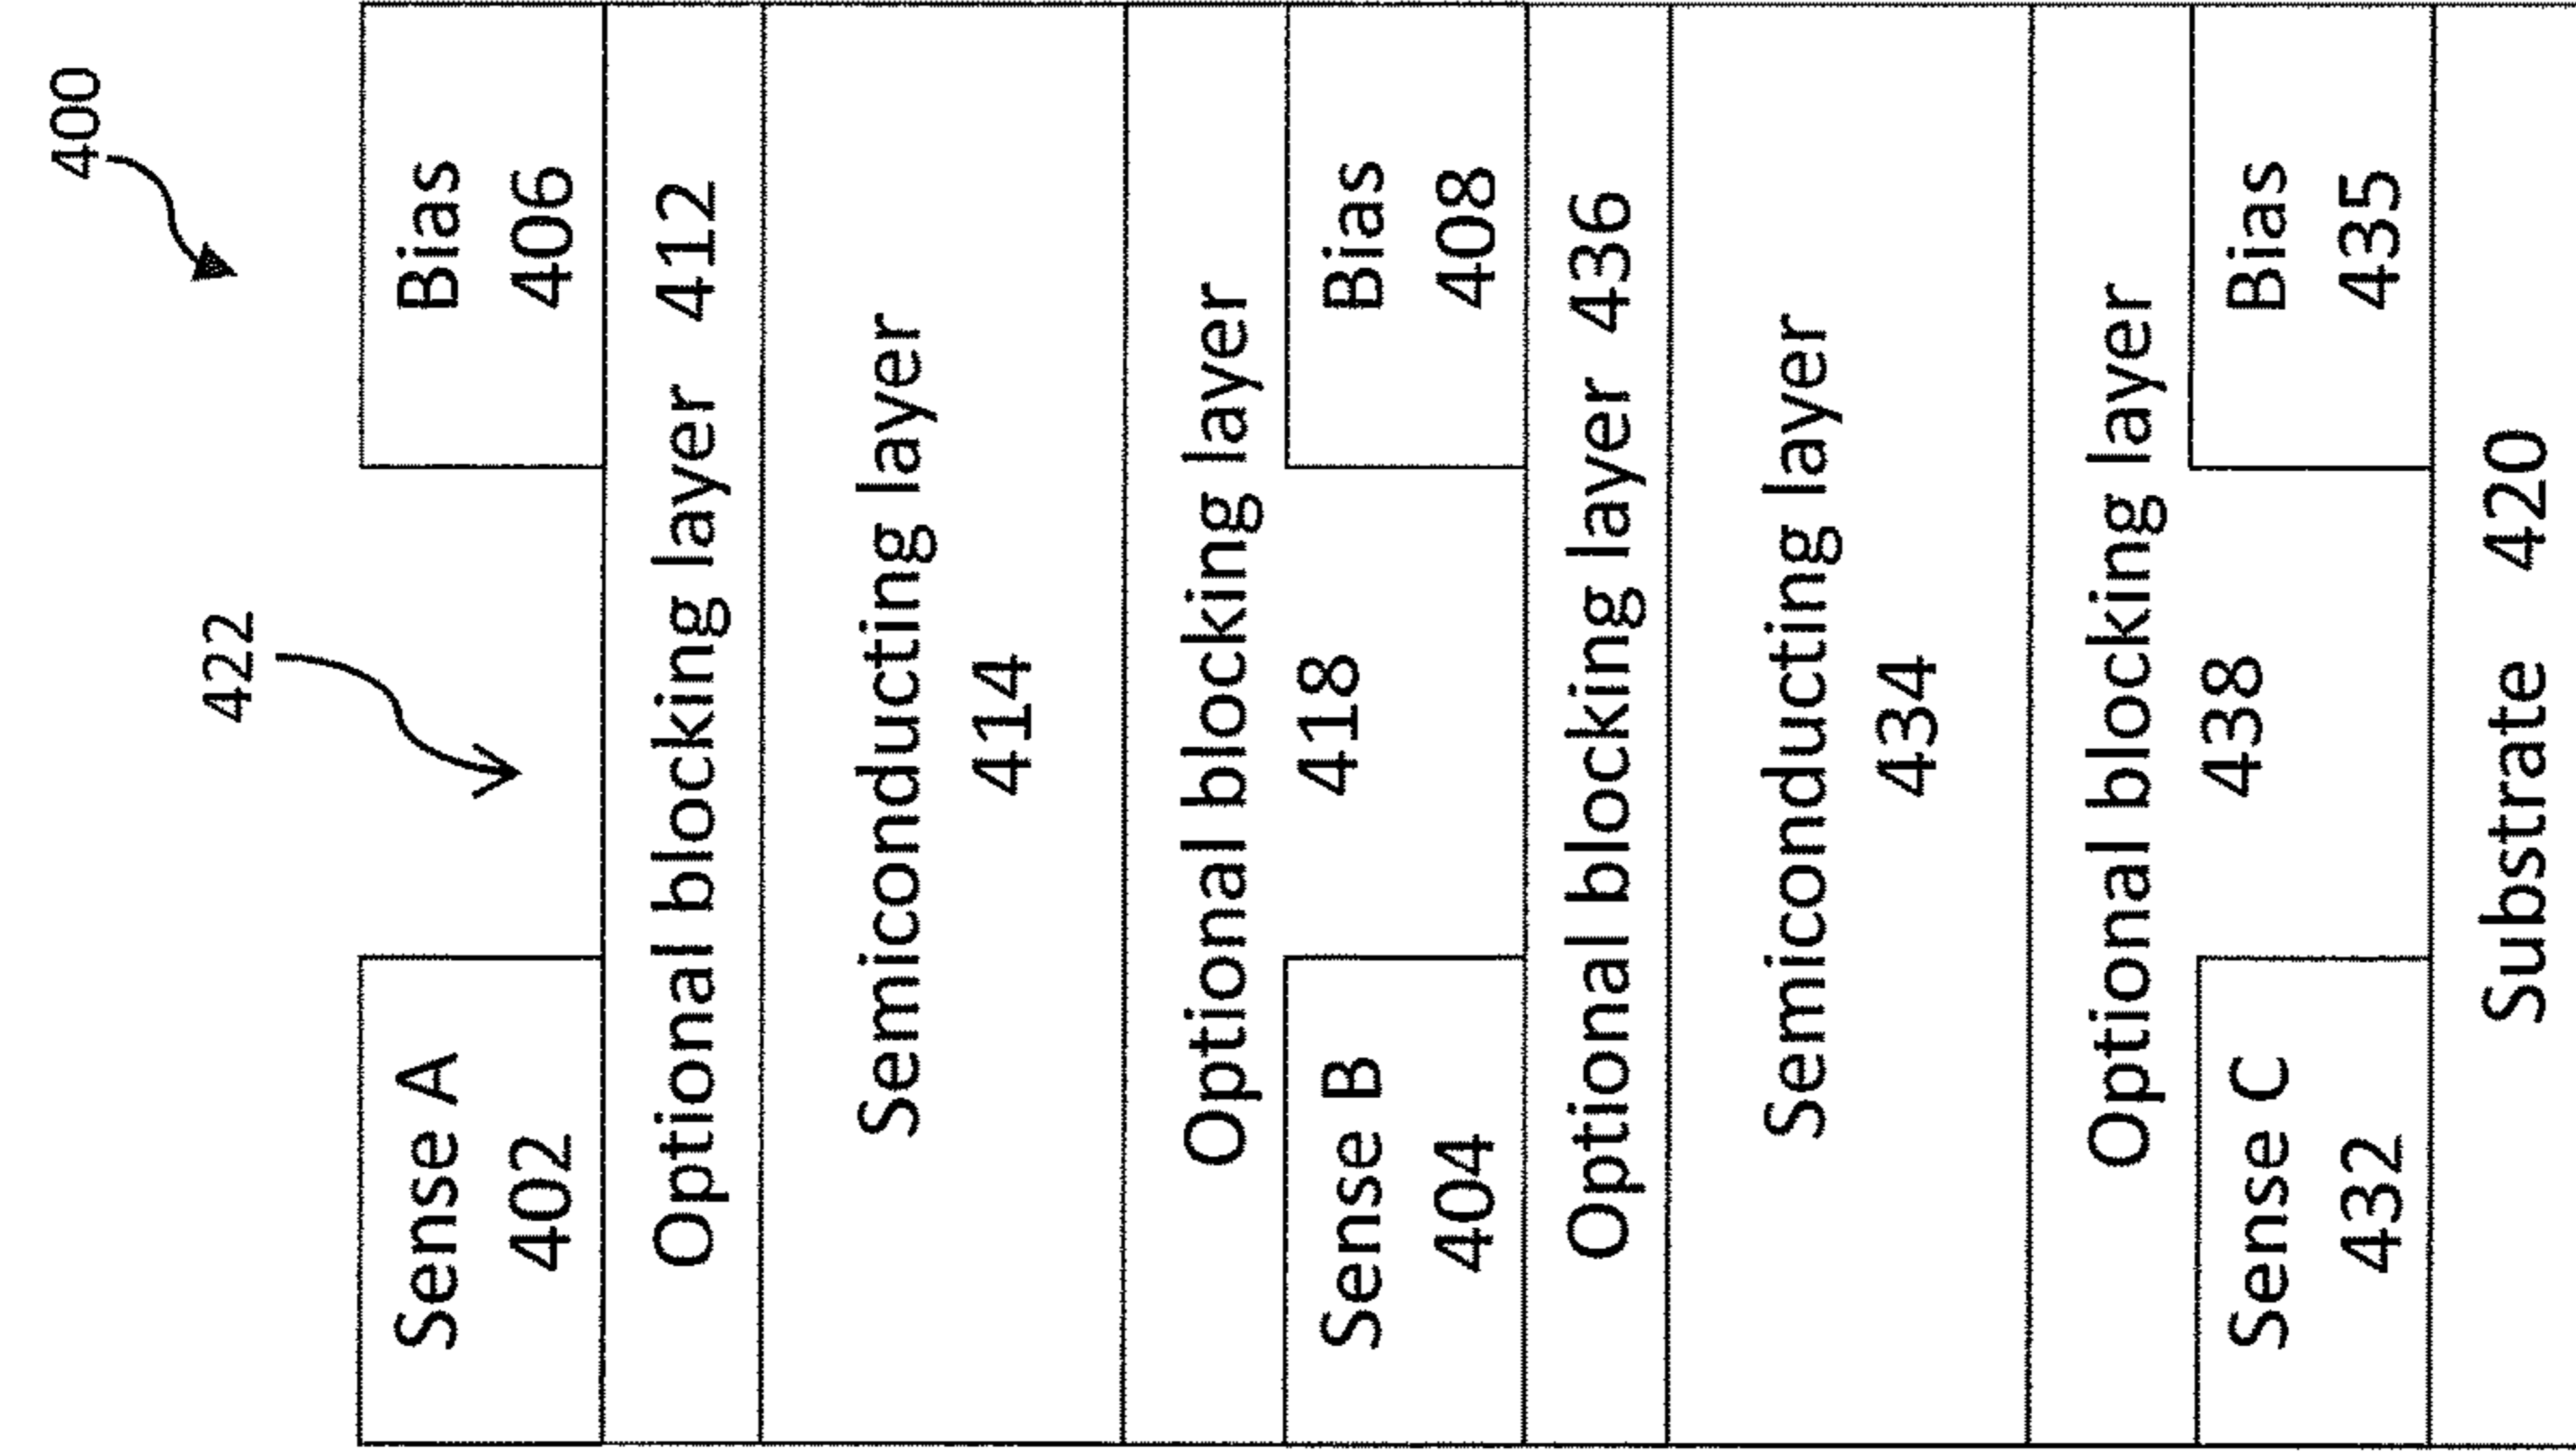 400
422
Sense A
402
Bias
406
Optional blocking layer 412
Semiconducting layer
414
Optional blocking layer
418
Sense B
404
Bias
408
Optional blocking layer 436
Semiconducting layer
434
Optional blocking layer
438
Sense C
432
Bias
435
Substrate 420